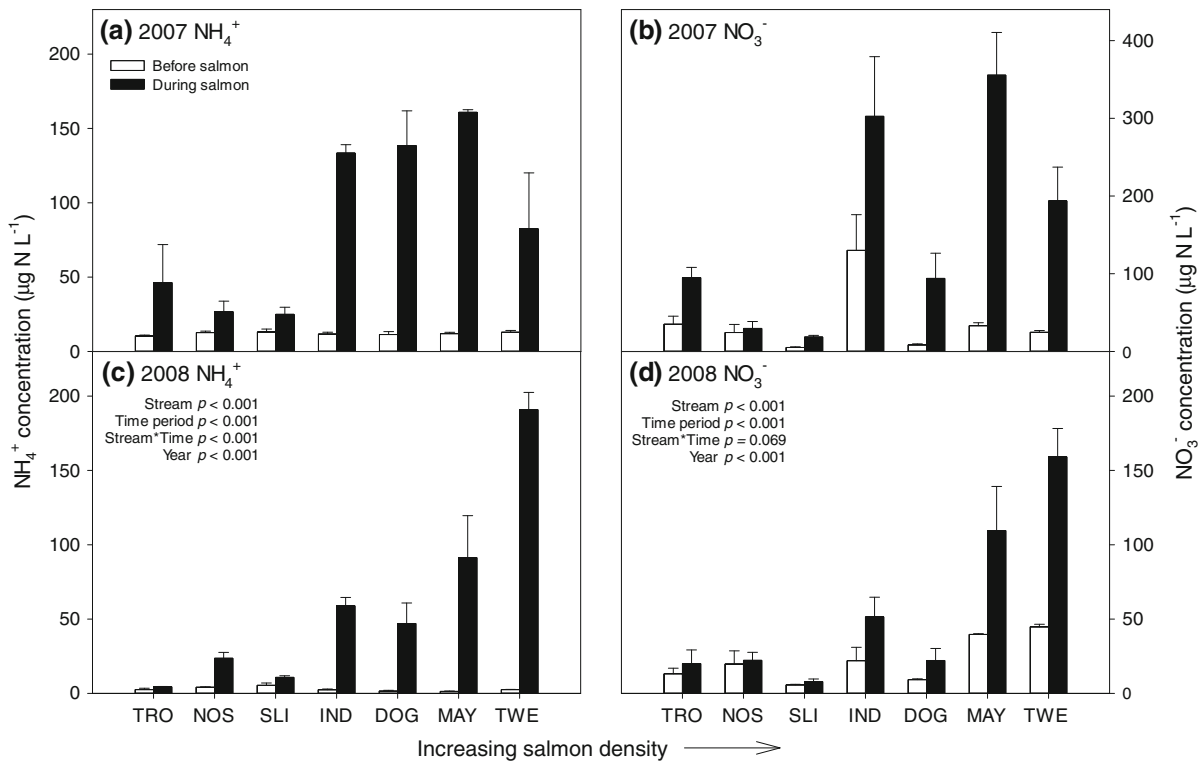 (a) 2007 NH₄⁺
Before salmon
During salmon
200
150
100
50
0
(b) 2007 NO₃⁻
400
300
200
100
0
(c) 2008 NH₄⁺
Stream p < 0.001
Time period p < 0.001
Stream*Time p < 0.001
Year p < 0.001
200
150
100
50
0
(d) 2008 NO₃⁻
Stream p < 0.001
Time period p < 0.001
Stream*Time p = 0.069
Year p < 0.001
200
150
100
50
0
NH₄⁺ concentration (µg N L⁻¹)
NO₃⁻ concentration (µg N L⁻¹)
TRO NOS SLI IND DOG MAY TWE
TRO NOS SLI IND DOG MAY TWE
Increasing salmon density